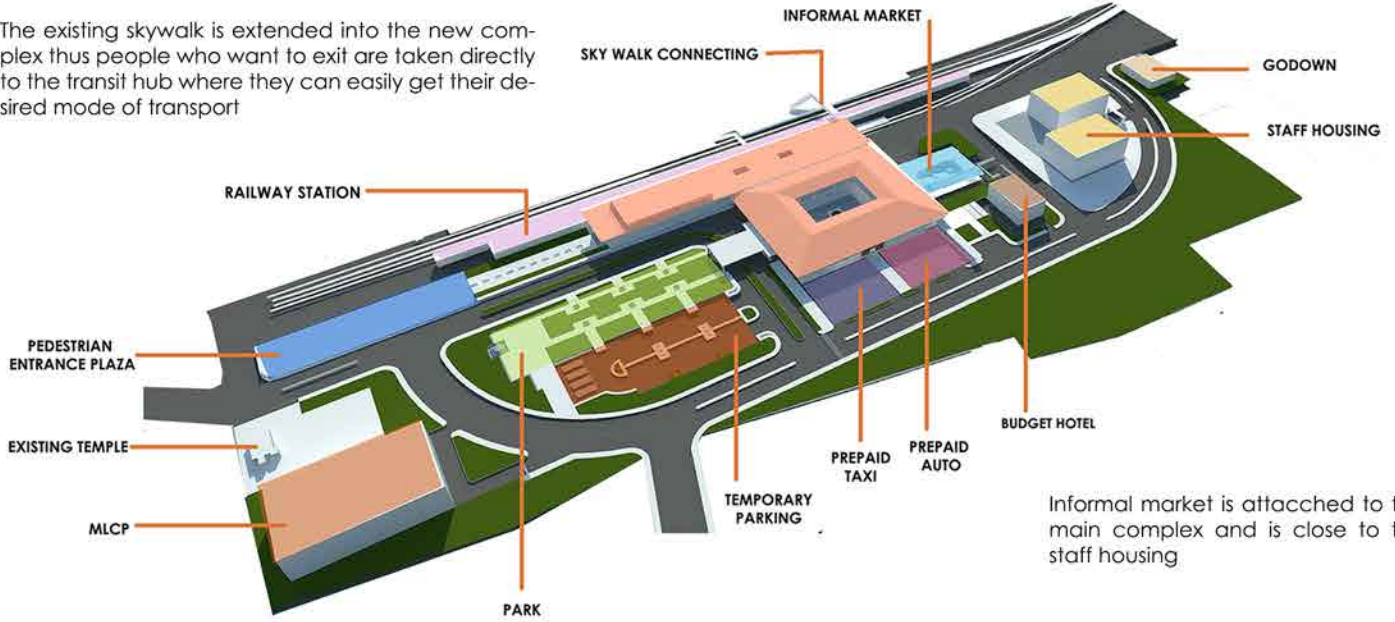 The existing skywalk is extended into the new com-
plex thus people who want to exit are taken directly
to the transit hub where they can easily get their de-
sired mode of transport
INFORMAL MARKET
SKY WALK CONNECTING
GODOWN
STAFF HOUSING
RAILWAY STATION
PEDESTRIAN
ENTRANCE PLAZA
BUDGET HOTEL
EXISTING TEMPLE
PREPAID
TAXI
PREPAID
AUTO
TEMPORARY
PARKING
MLCP
PARK
Informal market is attacched to
main complex and is close to
staff housing